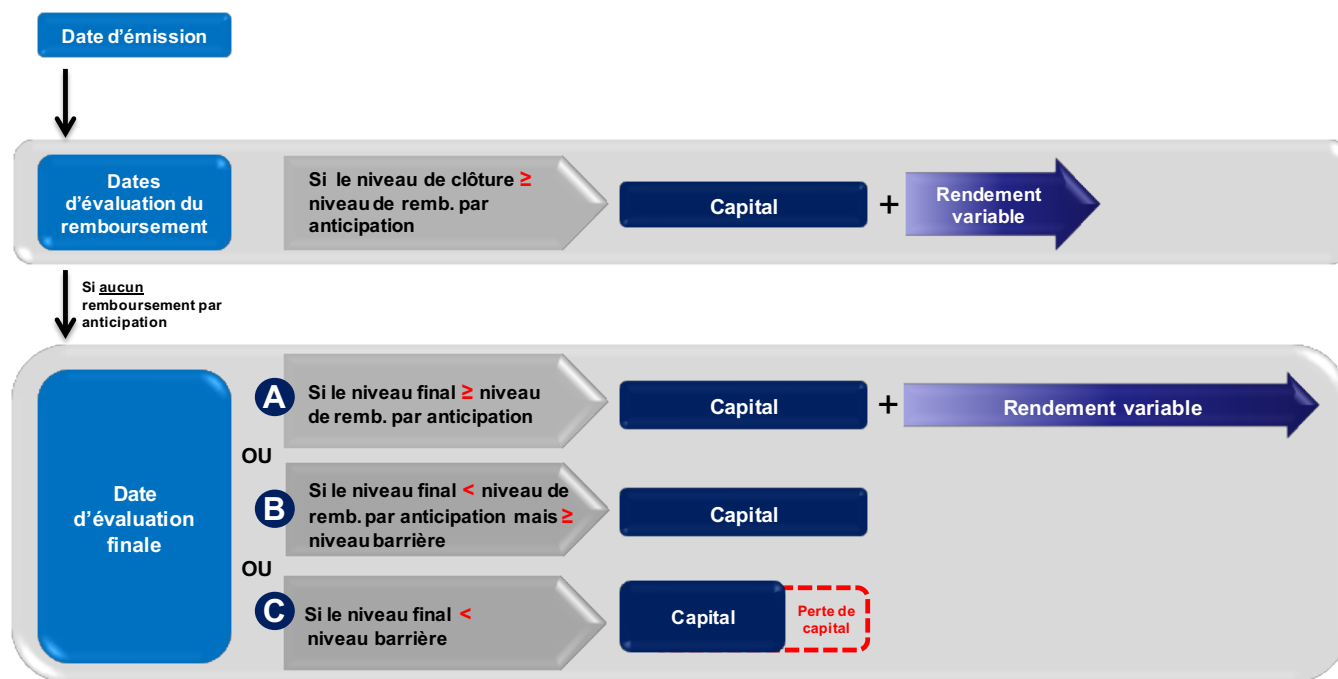 Date d'émission
Dates
d'évaluation du
remboursement
Si le niveau de clôture ≥
niveau de remb. par
anticipation
Capital
+
Rendement
variable
Si aucun
remboursement par
anticipation
Date
d'évaluation
finale
A
Si le niveau final ≥ niveau
de remb. par anticipation
Capital
+
Rendement variable
OU
B
Si le niveau final < niveau de
remb. par anticipation mais ≥
niveau barrière
Capital
OU
C
Si le niveau final <
niveau barrière
Capital
Perte de
capital